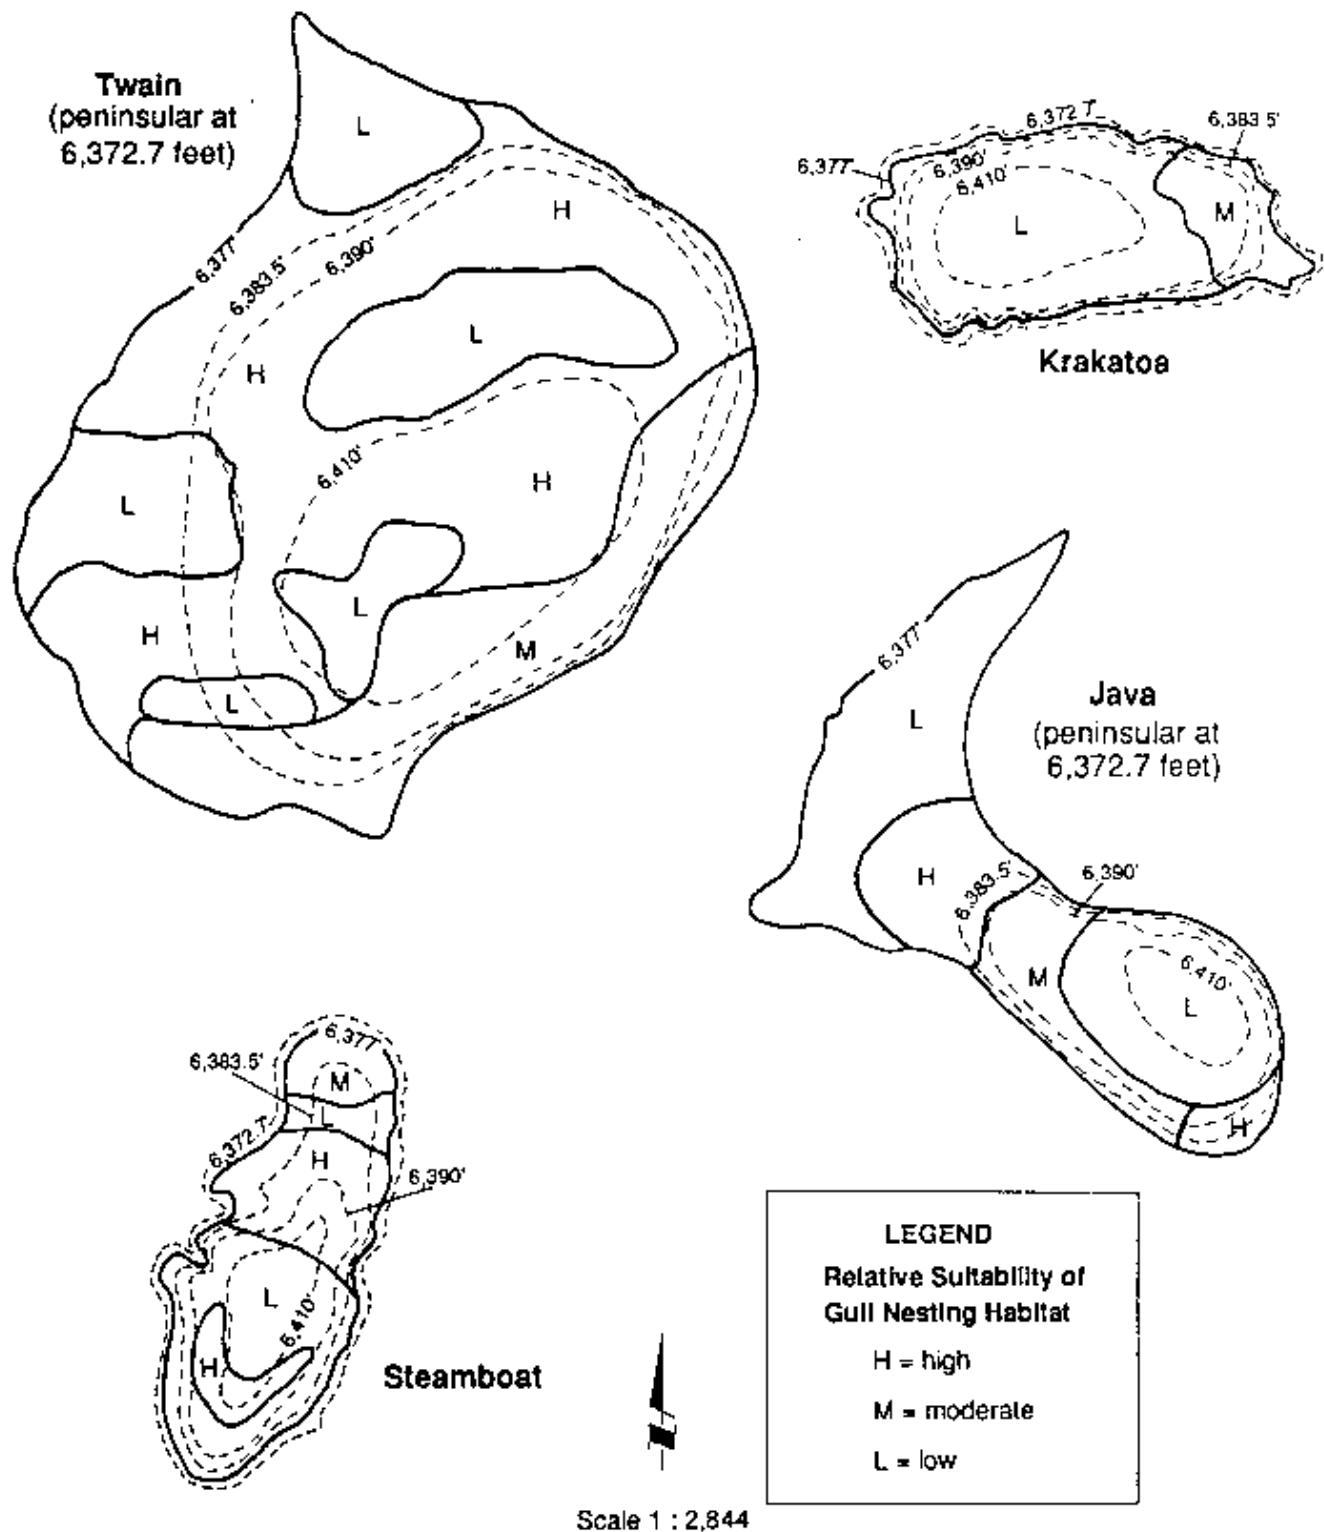 Twain
(peninsular at
6,372.7 feet)
L
H
6,377'
6,383.5'
6,390'
L
H
6,410'
H
L
L
H
M
L
6,372 7'
6,383 5'
6,377'
6,390'
6,410'
L
M
Krakatoa
6,377'
L
Java
(peninsular at
6,372.7 feet)
H
6,383.5'
6,390'
M
6,410'
L
H
6,377'
6,383.5'
M
L
6,372.7'
H
6,390'
L
6,410'
H
Steamboat
LEGEND
Relative Suitability of
Gull Nesting Habitat
H = high
M = moderate
L = low
Scale 1 : 2,844